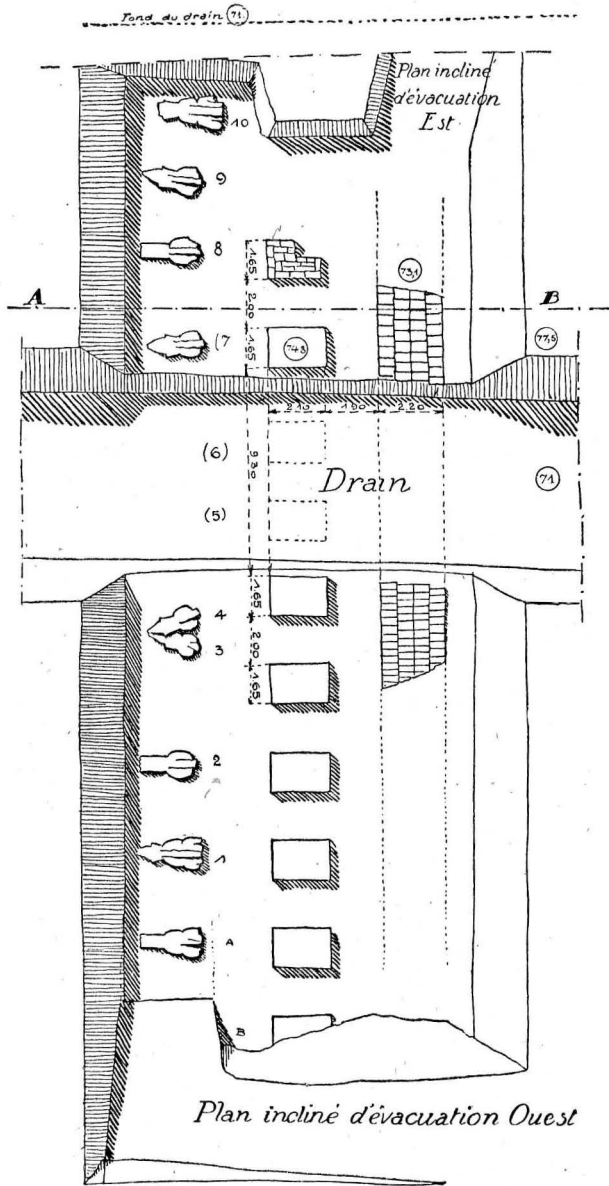 Fond du drain 71
Plan incliné
d'évacuation
Est
10
9
8
1.65
73,1
A
2.00
B
(7
1.65
74.3
77,5
2.10 1.90 2.20
(6)
9.30
Drain
71
(5)
4
1.65
3
2.00
1.65
2
1
A
B
Plan incliné d'évacuation Ouest